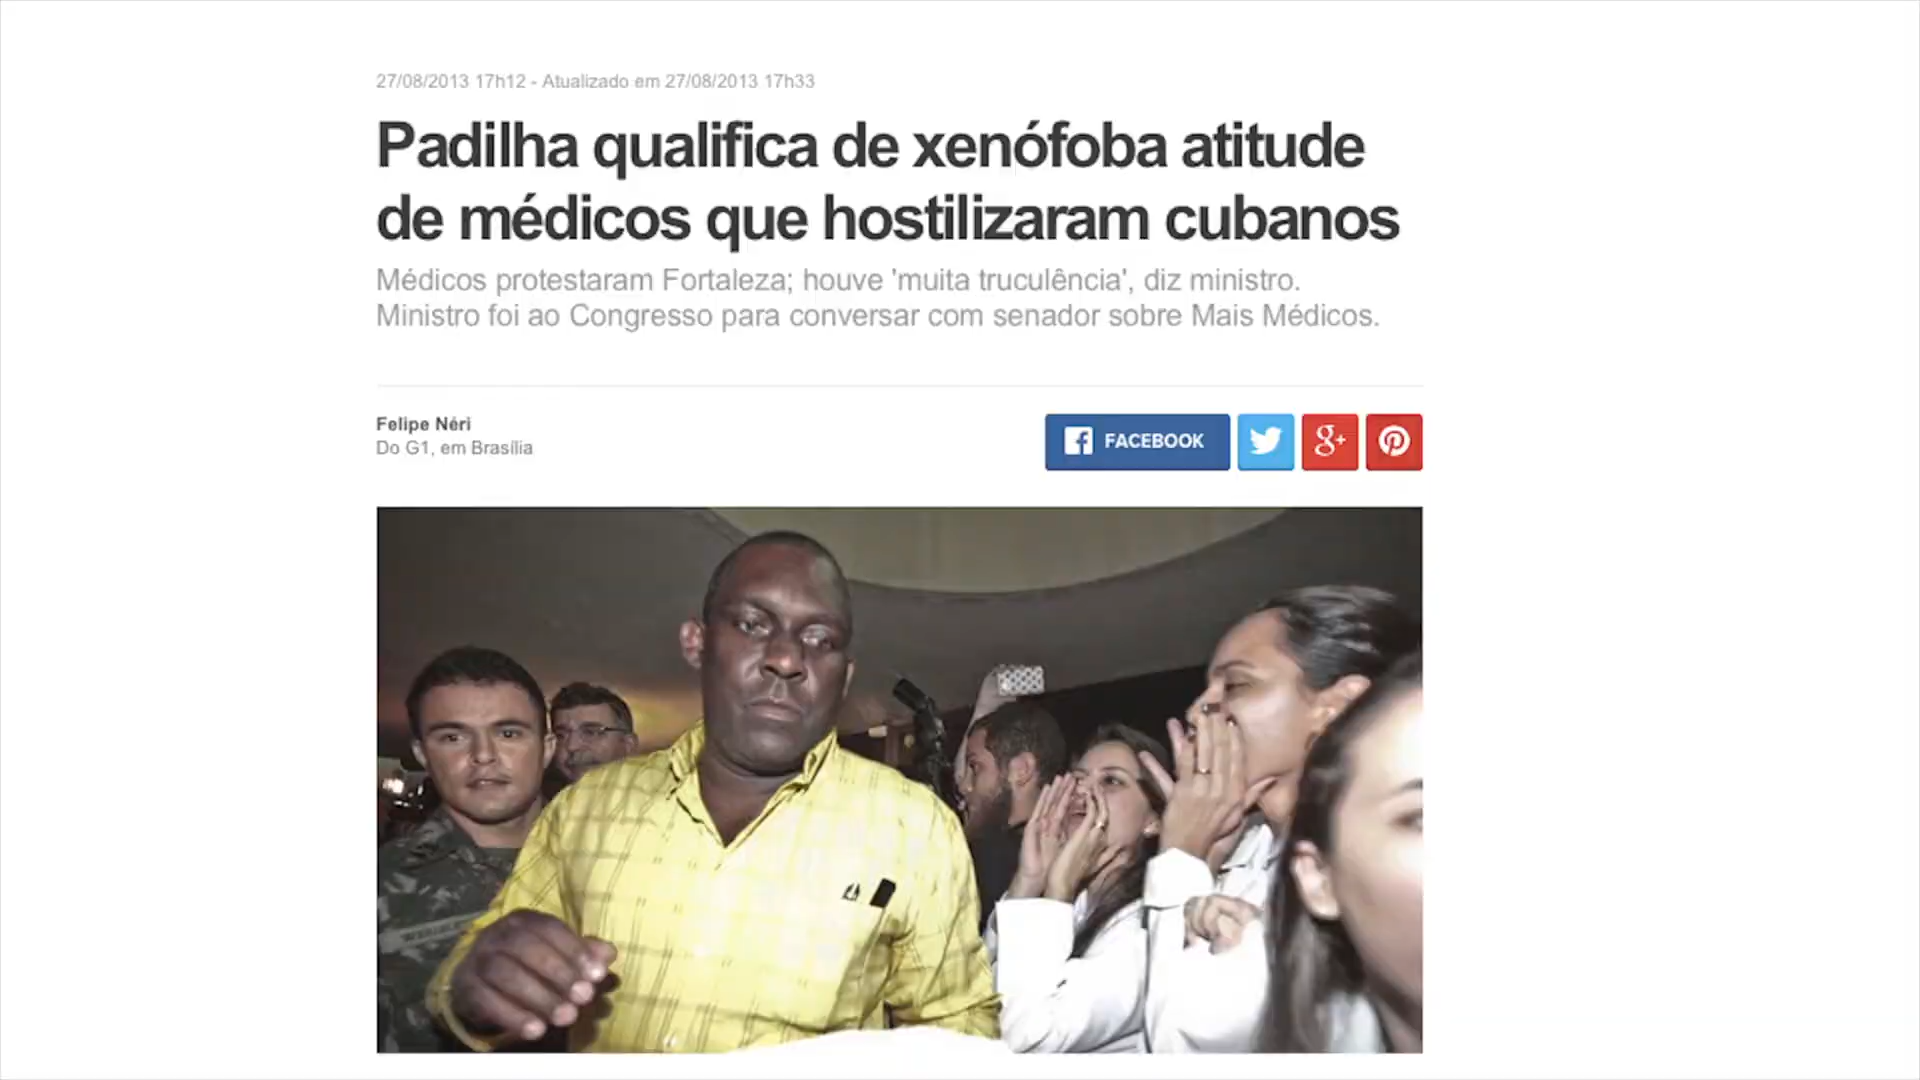 27/08/2013 17h12 - Atualizado em 27/08/2013 17h33
Padilha qualifica de xenófoba atitude
de médicos que hostilizaram cubanos
Médicos protestaram Fortaleza; houve 'muita truculência', diz ministro.
Ministro foi ao Congresso para conversar com senador sobre Mais Médicos.
Felipe Néri
Do G1, em Brasília
FACEBOOK
g+